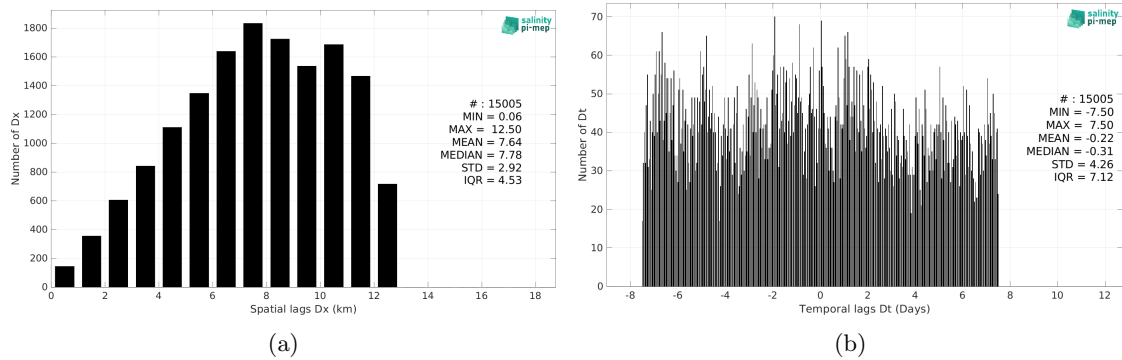 salinity
pi-mep
Number of Dx
1800
1600
1400
1200
1000
800
600
400
200
0
# : 15005
MIN = 0.06
MAX = 12.50
MEAN = 7.64
MEDIAN = 7.78
STD = 2.92
IQR = 4.53
0 2 4 6 8 10 12 14 16 18
Spatial lags Dx (km)
(a)
salinity
pi-mep
Number of Dt
70
60
50
40
30
20
10
0
# : 15005
MIN = -7.50
MAX = 7.50
MEAN = -0.22
MEDIAN = -0.31
STD = 4.26
IQR = 7.12
-8 -6 -4 -2 0 2 4 6 8 10 12
Temporal lags Dt (Days)
(b)